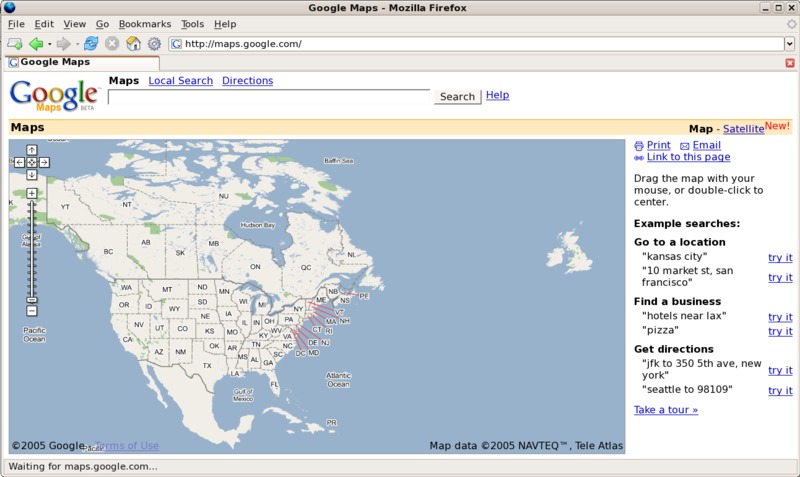 Google Maps - Mozilla Firefox
File Edit View Go Bookmarks Tools Help
http://maps.google.com/
Google Maps
Google Maps BETA
Maps Local Search Directions
Search Help
Maps
Map - Satellite New!
Print Email
Link to this page
Drag the map with your
mouse, or double-click to
center.
Example searches:
Go to a location
"kansas city" try it
"10 market st, san
francisco" try it
Find a business
"hotels near lax" try it
"pizza" try it
Get directions
"jfk to 350 5th ave, new
york" try it
"seattle to 98109" try it
Take a tour »
Baffin Sea
YT NT NU
Hudson Bay
Gulf of
Alaska
BC AB SK MB ON QC NL
NB PE NS
WA MT ND MN ME
OR ID SD WI MI NY VT NH
WY IA MA
NV UT NE IL IN OH PA CT RI
CA CO KS MO KY WV VA DE NJ
NC DC MD
AZ NM OK AR TN SC
MS AL GA
TX LA FL
Pacific
Ocean
Gulf of
Mexico
Atlantic
Ocean
PR
©2005 Google - Terms of Use
Map data ©2005 NAVTEQ™, Tele Atlas
Waiting for maps.google.com...